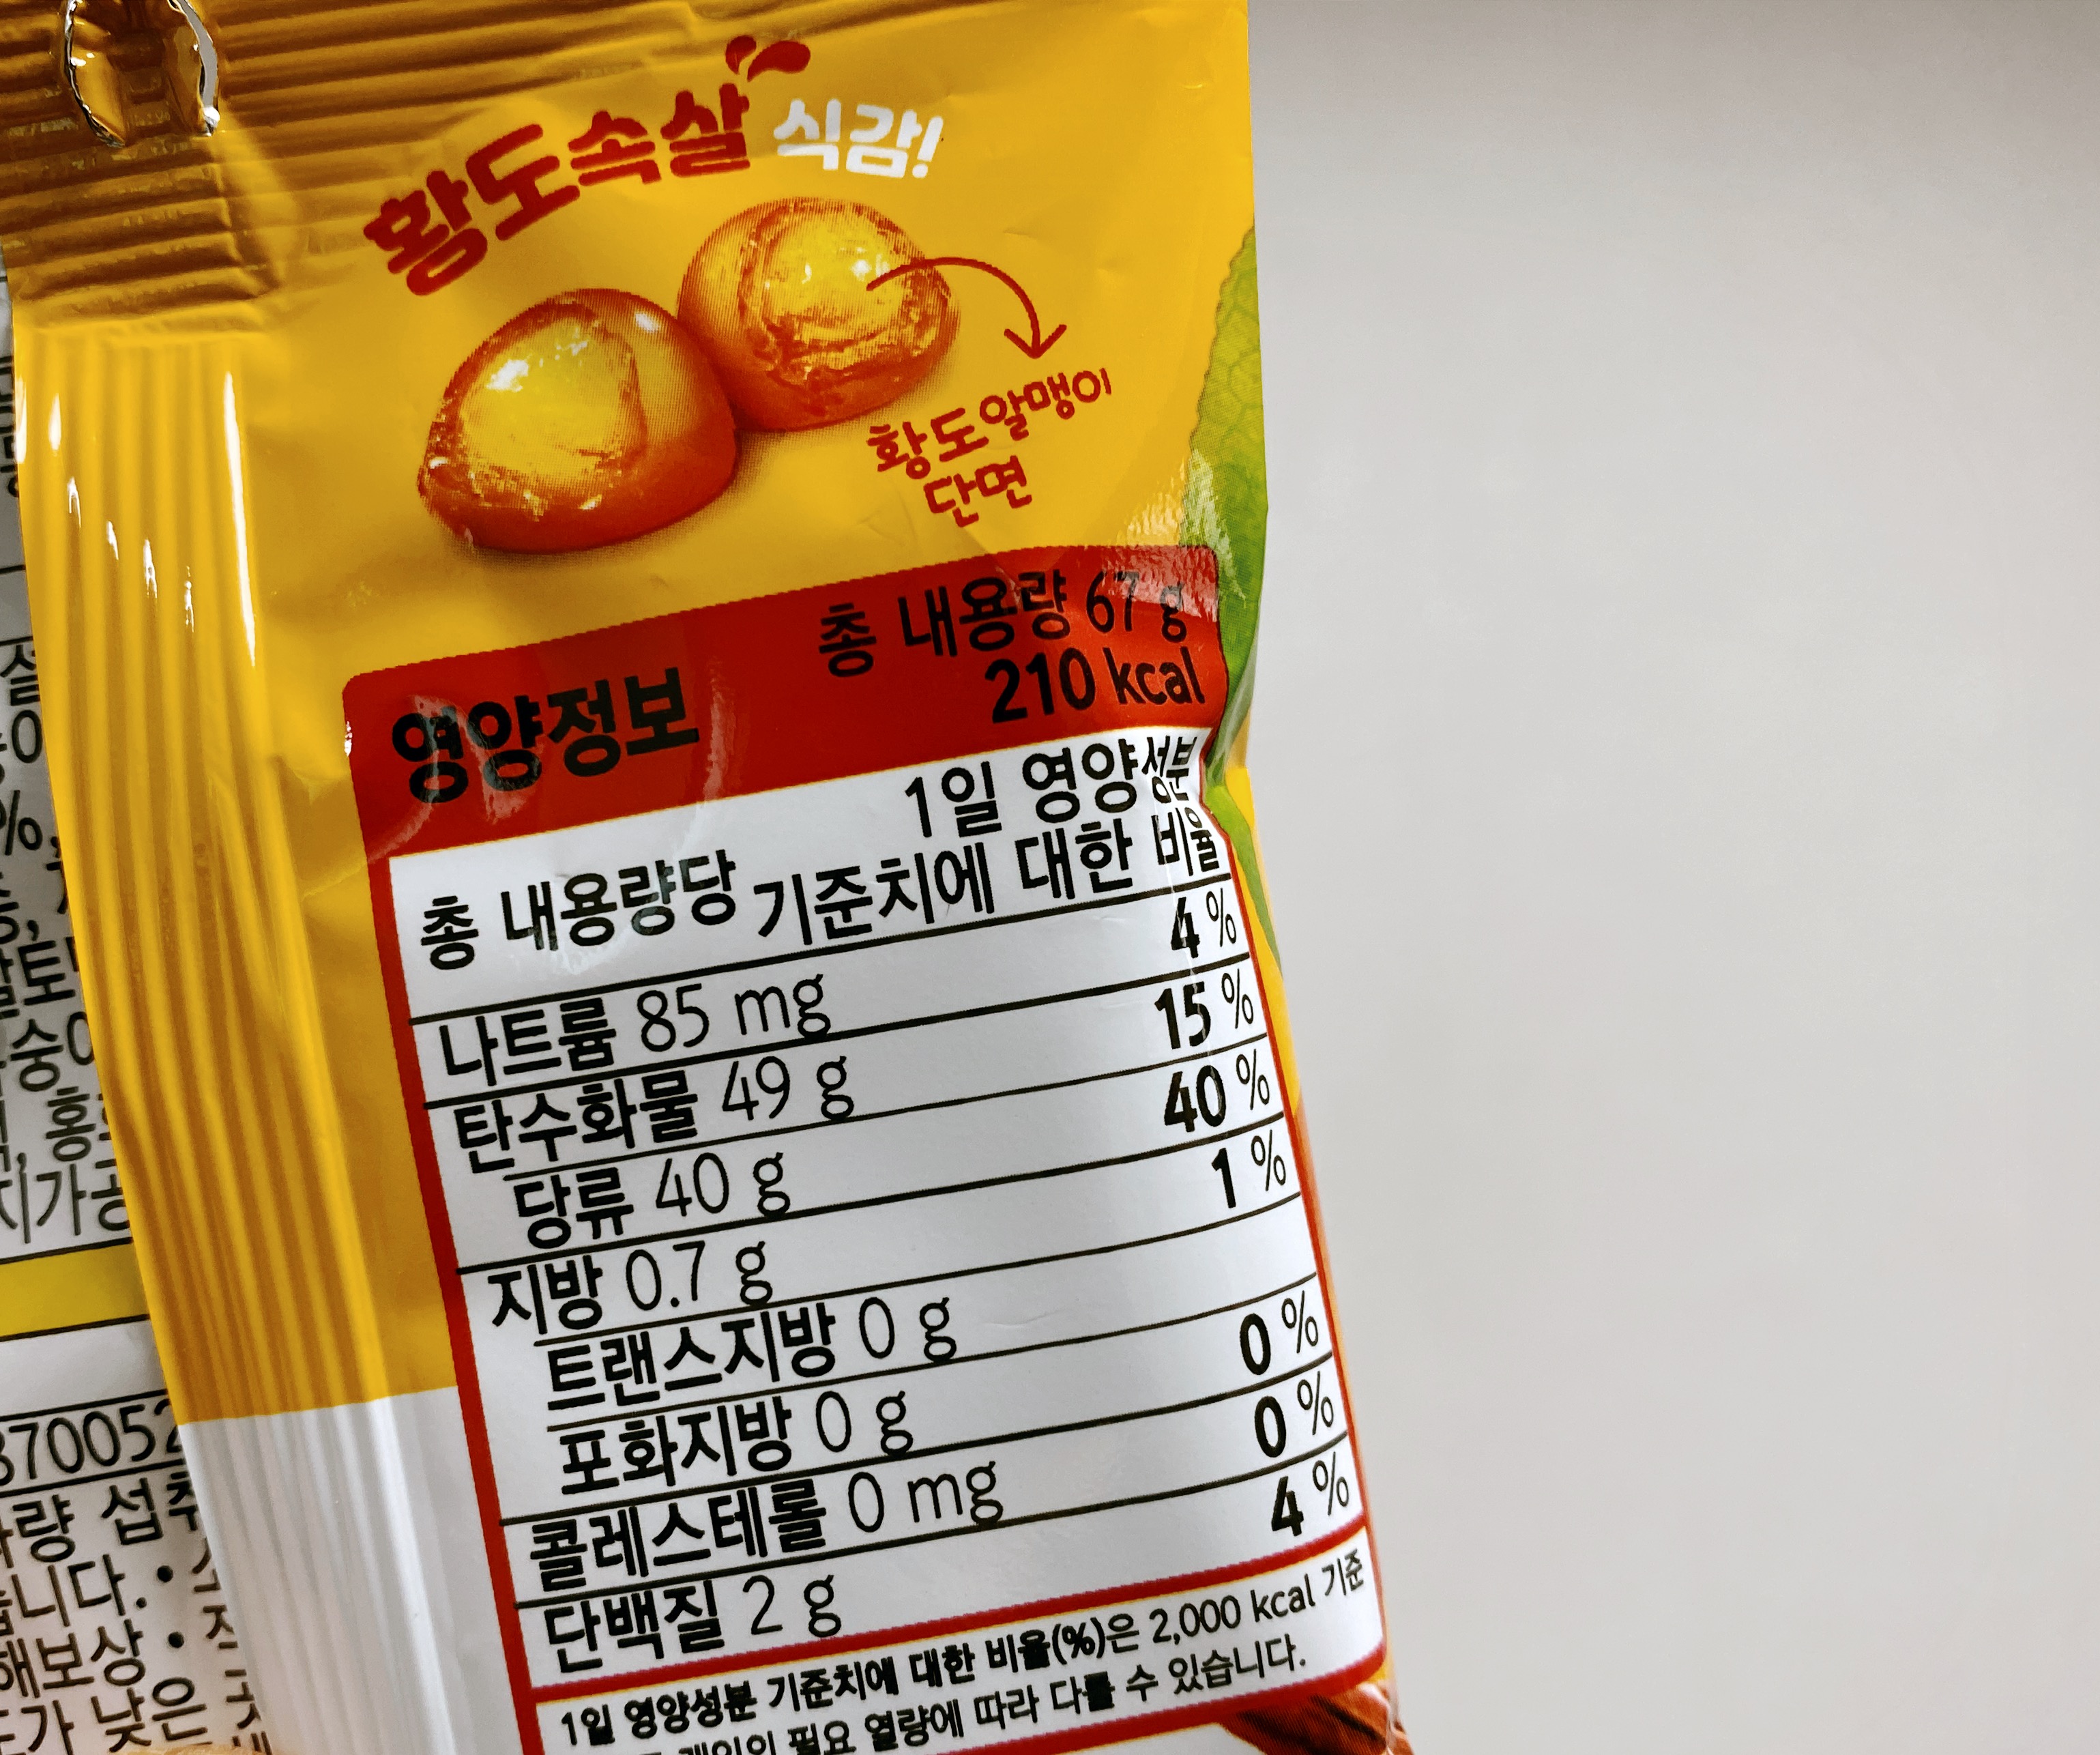 황도속살 식감!
황도알맹이
단면
영양정보
총 내용량 67 g
210 kcal
총 내용량당
1일 영양성분
기준치에 대한 비율
나트륨 85 mg 4 %
탄수화물 49 g 15 %
당류 40 g 40 %
지방 0.7 g 1 %
트랜스지방 0 g
포화지방 0 g 0 %
콜레스테롤 0 mg 0 %
단백질 2 g 4 %
1일 영양성분 기준치에 대한 비율(%)은 2,000 kcal 기준
필요 열량에 따라 다를 수 있습니다.